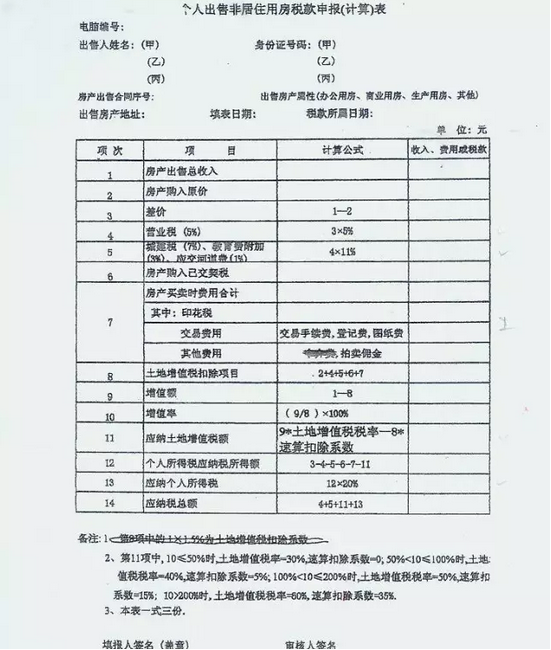 个人出售非居住用房税款申报(计算)表
电脑编号:
出售人姓名:(甲) 身份证号码:(甲)
(乙) (乙)
(丙) (丙)
房产出售合同序号: 出售房产属性(办公用房、商业用房、生产用房、其他)
出售房产地址: 填表日期: 税款所属日期:
单 位:元
项 次 项 目 计算公式 收入、费用或税款
1 房产出售总收入
2 房产购入原价
3 差价 1—2
4 营业税 (5%) 3×5%
5 城建税 (7%)、教育费附加 (3%)、应交河道费(1%) 4×11%
6 房产购入已交契税
7 房产买卖时费用合计
其中:印花税
交易费用 交易手续费,登记费,图纸费
其他费用 拍卖佣金
8 土地增值税扣除项目 2+4+5+6+7
9 增值额 1—8
10 增值率 (9/8)×100%
11 应纳土地增值税额 9*土地增值税税率—8*速算扣除系数
12 个人所得税应纳税所得额 3-4-5-6-7-11
13 应纳个人所得税 12×20%
14 应纳税总额 4+5+11+13
备注:1、第8项中的1×1.5%为土地增值税扣除系数
2、第11项中,10≤50%时,土地增值税率=30%,速算扣除系数=0; 50%<10≤100%时,土地
值税税率=40%,速算扣除系数=5%; 100%<10≤200%时,土地增值税税率=50%,速算扣
系数=15%; 10>200%时,土地增值税率=60%,速算扣除系数=35%.
3、本表一式三份.
填报人签名(盖章) 审核人签名